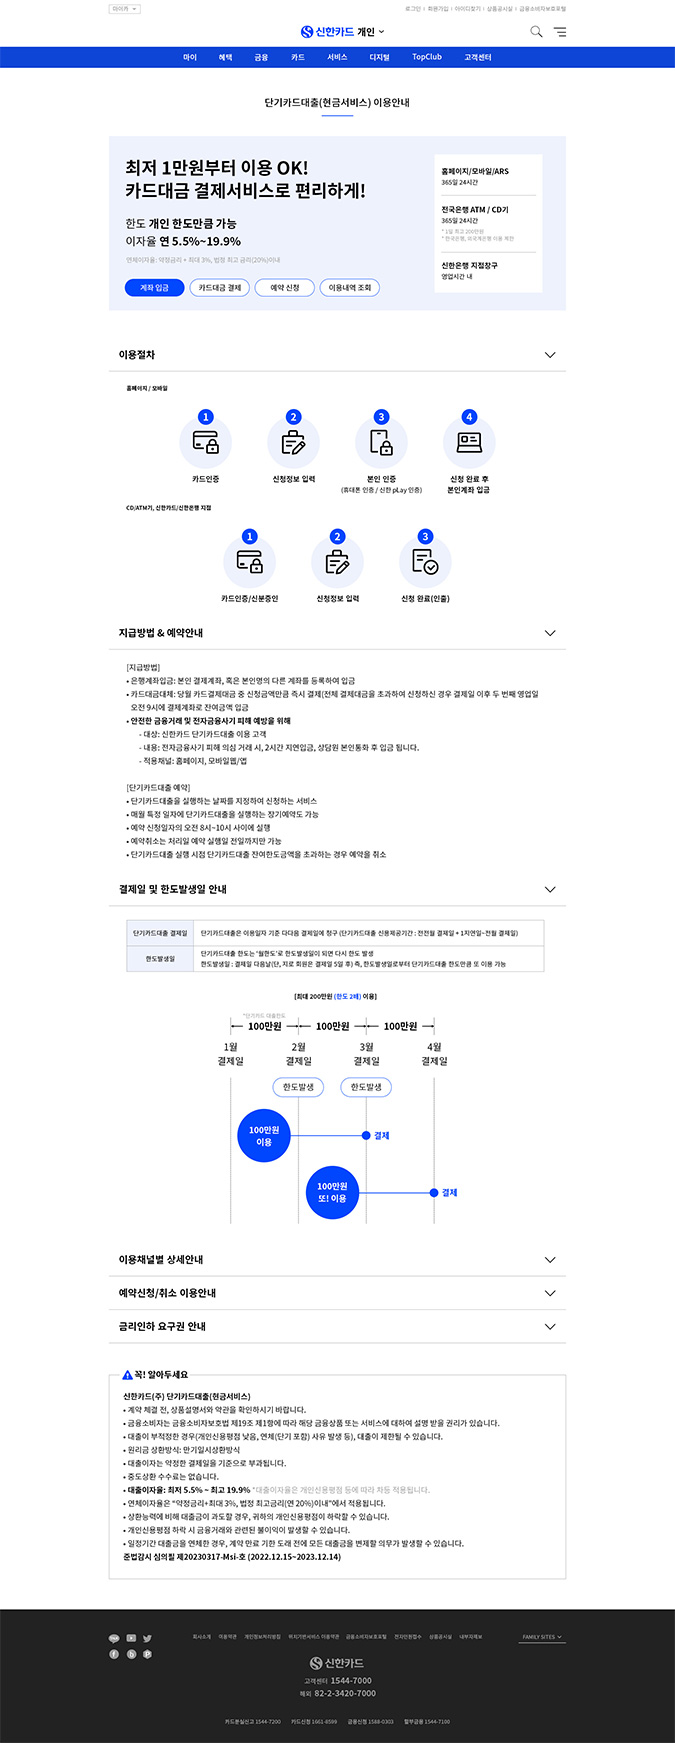 마이카
로그인 | 회원가입 | 아이디찾기 | 상품공시실 | 금융소비자보호포털
신한카드 개인
마이 혜택 금융 카드 서비스 디지털 TopClub 고객센터
단기카드대출(현금서비스) 이용안내
최저 1만원부터 이용 OK!
카드대금 결제서비스로 편리하게!
한도 개인 한도만큼 가능
이자율 연 5.5%~19.9%
연체이자율: 약정금리 + 최대 3%, 법정 최고 금리(20%)이내
계좌 입금 카드대금 결제 예약 신청 이용내역 조회
홈페이지/모바일/ARS
365일 24시간
전국은행 ATM / CD기
365일 24시간
* 1일 최고 200만원
* 한국은행, 외국계은행 이용 제한
신한은행 지점창구
영업시간 내
이용절차
홈페이지 / 모바일
1 2 3 4
카드인증 신청정보 입력 본인 인증 신청 완료 후
(휴대폰 인증 / 신한 pLay 인증) 본인계좌 입금
CD/ATM기, 신한카드/신한은행 지점
1 2 3
카드인증/신분증인 신청정보 입력 신청 완료(인출)
지급방법 & 예약안내
[지급방법]
• 은행계좌입금: 본인 결제계좌, 혹은 본인명의 다른 계좌를 등록하여 입금
• 카드대금대체: 당월 카드결제대금 중 신청금액만큼 즉시 결제(전체 결제대금을 초과하여 신청하신 경우 결제일 이후 두 번째 영업일
오전 9시에 결제계좌로 잔여금액 입금
• 안전한 금융거래 및 전자금융사기 피해 예방을 위해
- 대상: 신한카드 단기카드대출 이용 고객
- 내용: 전자금융사기 피해 의심 거래 시, 2시간 지연입금, 상담원 본인통화 후 입금 됩니다.
- 적용채널: 홈페이지, 모바일웹/앱
[단기카드대출 예약]
• 단기카드대출을 실행하는 날짜를 지정하여 신청하는 서비스
• 매월 특정 일자에 단기카드대출을 실행하는 장기예약도 가능
• 예약 신청일자의 오전 8시~10시 사이에 실행
• 예약취소는 처리일 예약 실행일 전일까지만 가능
• 단기카드대출 실행 시점 단기카드대출 잔여한도금액을 초과하는 경우 예약을 취소
결제일 및 한도발생일 안내
단기카드대출 결제일 단기카드대출은 이용일자 기준 다다음 결제일에 청구 (단기카드대출 신용제공기간 : 전전월 결제일 + 1치연일~전월 결제일)
한도발생일 단기카드대출 한도는 '월한도'로 한도발생일이 되면 다시 한도 발생
한도발생일 : 결제일 다음날(단, 지로 회원은 결제일 5일 후) 즉, 한도발생일로부터 단기카드대출 한도만큼 또 이용 가능
[최대 200만원 (한도 2배) 이용]
*단기카드 대출한도
100만원 100만원 100만원
1월 2월 3월 4월
결제일 결제일 결제일 결제일
한도발생 한도발생
100만원
이용
결제
100만원
또! 이용
결제
이용채널별 상세안내
예약신청/취소 이용안내
금리인하 요구권 안내
꼭! 알아두세요
신한카드(주) 단기카드대출(현금서비스)
• 계약 체결 전, 상품설명서와 약관을 확인하시기 바랍니다.
• 금융소비자는 금융소비자보호법 제19조 제1항에 따라 해당 금융상품 또는 서비스에 대하여 설명 받을 권리가 있습니다.
• 대출이 부적정한 경우(개인신용평점 낮음, 연체(단기 포함) 사유 발생 등), 대출이 제한될 수 있습니다.
• 원리금 상환방식: 만기일시상환방식
• 대출이자는 약정한 결제일을 기준으로 부과됩니다.
• 중도상환 수수료는 없습니다.
• 대출이자율: 최저 5.5% ~ 최고 19.9% *대출이자율은 개인신용평점 등에 따라 차등 적용됩니다.
• 연체이자율은 "약정금리+최대 3%, 법정 최고금리(연 20%)이내"에서 적용됩니다.
• 상환능력에 비해 대출금이 과도할 경우, 귀하의 개인신용평점이 하락할 수 있습니다.
• 개인신용평점 하락 시 금융거래와 관련된 불이익이 발생할 수 있습니다.
• 일정기간 대출금을 연체한 경우, 계약 만료 기한 도래 전에 모든 대출금을 변제할 의무가 발생할 수 있습니다.
준법감시 심의필 제20230317-Msi-호 (2022.12.15~2023.12.14)
회사소개 이용약관 개인정보처리방침 위치기반서비스 이용약관 금융소비자보호포털 전자민원접수 상품공시실 내부자제보
FAMILY SITES
신한카드
고객센터 1544-7000
해외 82-2-3420-7000
카드분실신고 1544-7200 카드신청 1661-8599 금융신청 1588-0303 할부금융 1544-7100